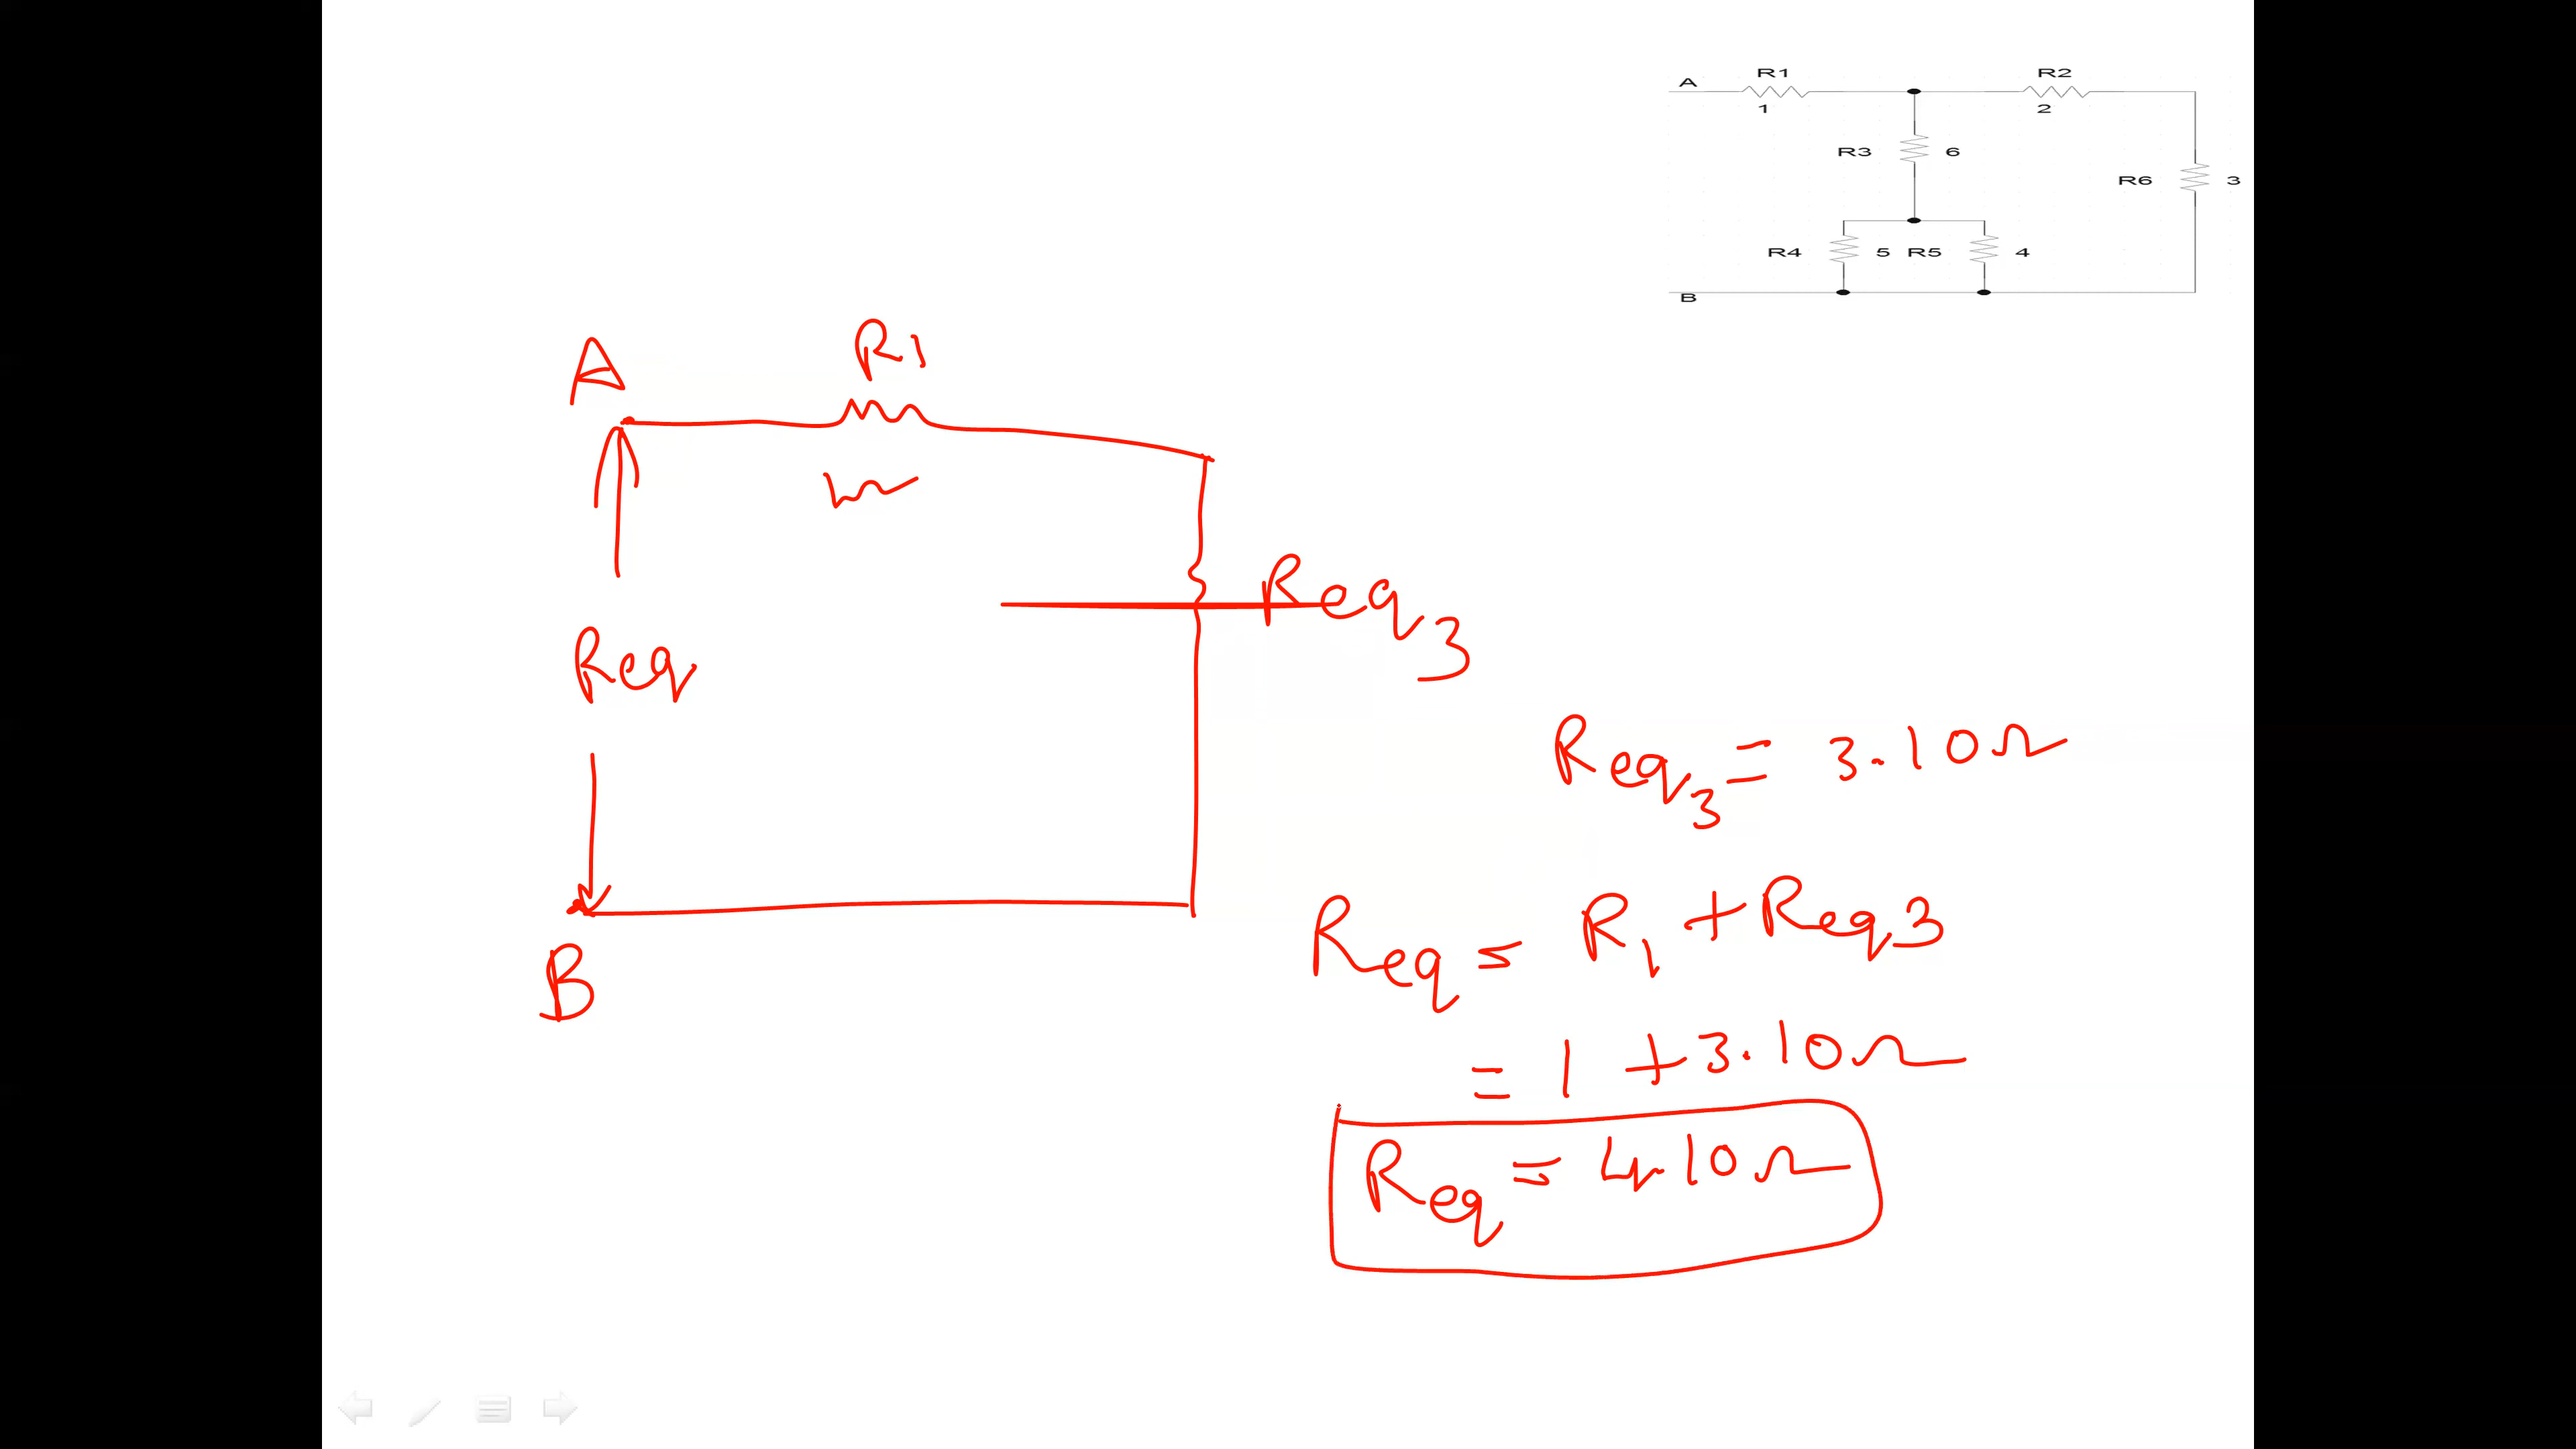 A R1 R2
1 2
R3 6
R6 3
R4 5 R5 4
B
A
R1
Req3
Req
Req3 = 3.10Ω
B
Req = R1 + Req3
= 1 + 3.10Ω
Req = 4.10Ω